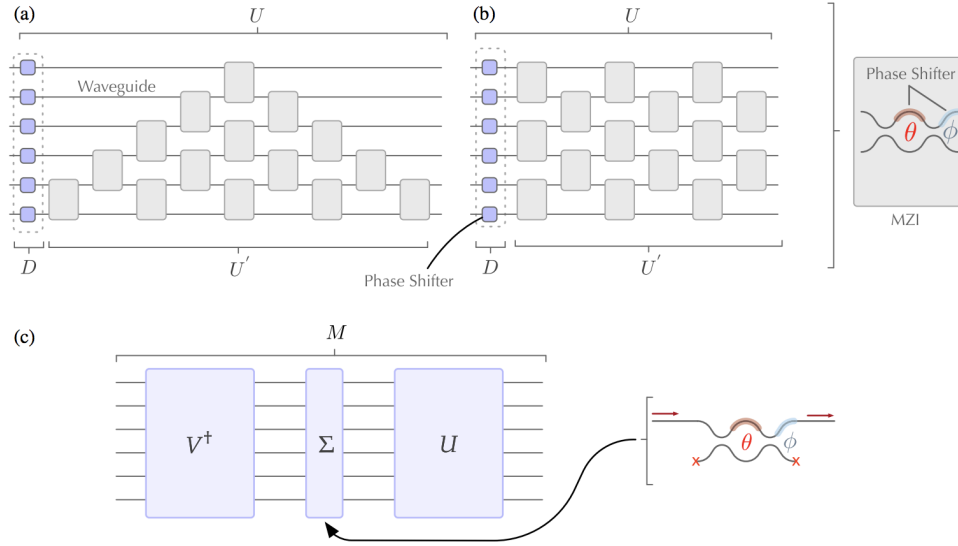 (a)
U
Waveguide
D
U′
Phase Shifter
(b)
U
D
U′
Phase Shifter
θ
ϕ
MZI
(c)
M
V†
Σ
U
θ
ϕ